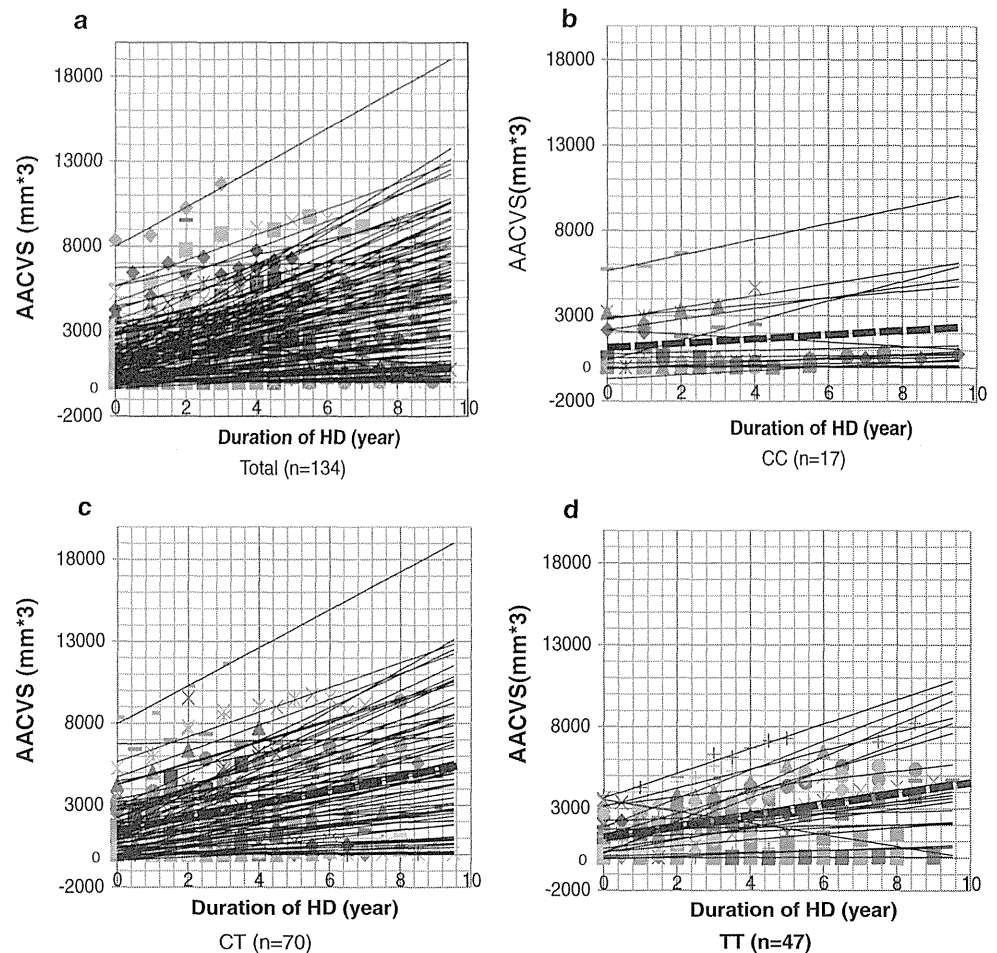 a
AACVS (mm*3)
18000
13000
8000
3000
0
-2000
0 2 4 6 8 10
Duration of HD (year)
Total (n=134)
b
AACVS(mm*3)
18000
13000
8000
3000
0
-2000
0 2 4 6 8 10
Duration of HD (year)
CC (n=17)
c
AACVS (mm*3)
18000
13000
8000
3000
0
-2000
0 2 4 6 8 10
Duration of HD (year)
CT (n=70)
d
AACVS(mm*3)
18000
13000
8000
3000
0
-2000
0 2 4 6 8 10
Duration of HD (year)
TT (n=47)